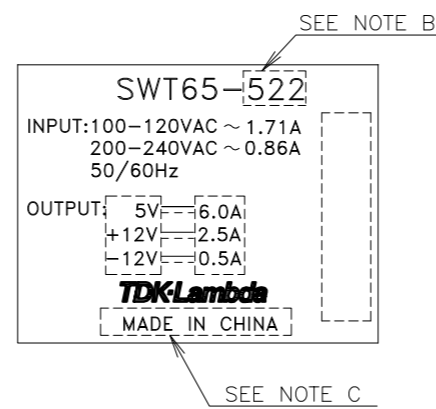 SEE NOTE B
SWT65-522
INPUT:100-120VAC ~ 1.71A
200-240VAC ~ 0.86A
50/60Hz
OUTPUT: 5V 6.0A
+12V 2.5A
-12V 0.5A
TDK-Lambda
MADE IN CHINA
SEE NOTE C